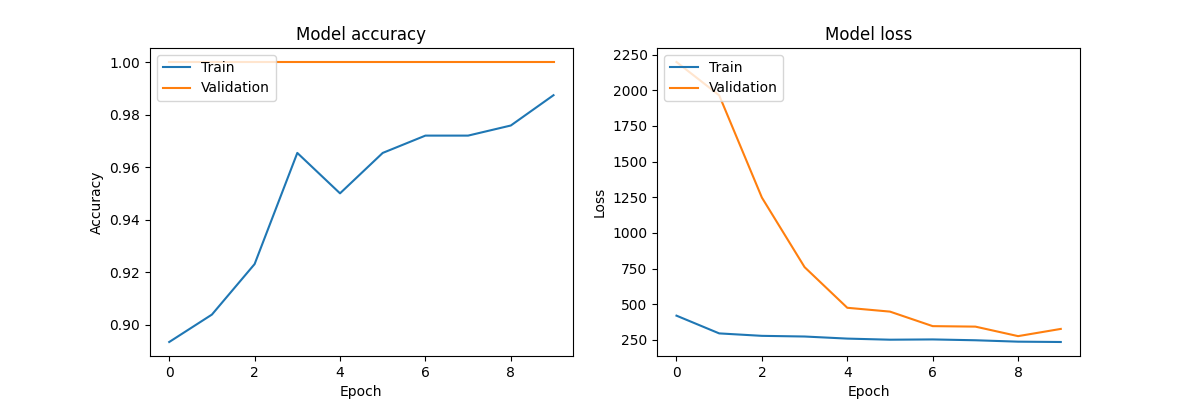 Model accuracy
Train
Validation
1.00
0.98
0.96
0.94
0.92
0.90
Accuracy
0 2 4 6 8
Epoch
Model loss
Train
Validation
2250
2000
1750
1500
1250
1000
750
500
250
Loss
0 2 4 6 8
Epoch